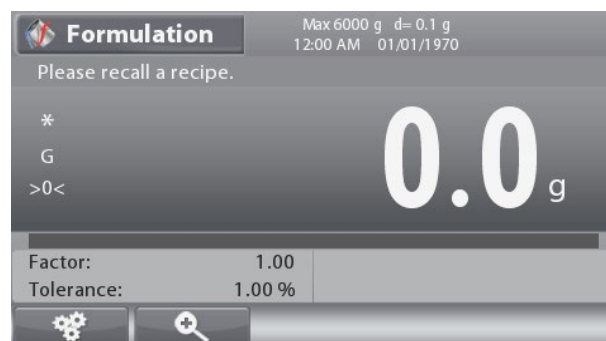 Formulation
Max 6000 g d= 0.1 g
12:00 AM 01/01/1970
Please recall a recipe.
*
G
>0<
0.0 g
Factor: 1.00
Tolerance: 1.00 %